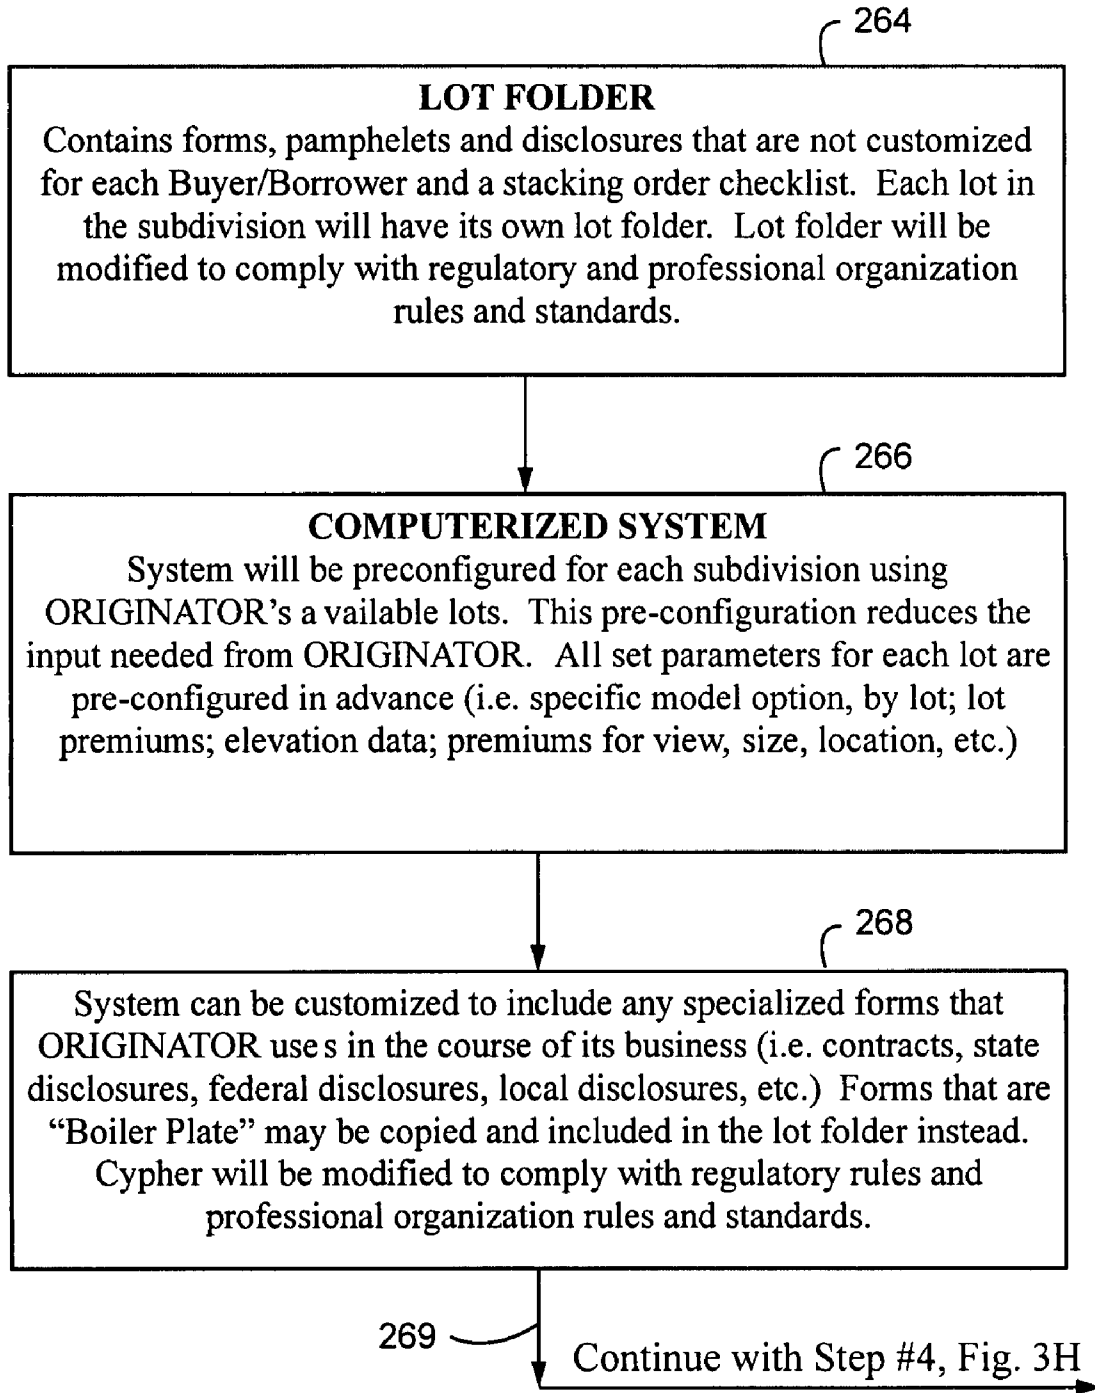 264
LOT FOLDER
Contains forms, pamphelets and disclosures that are not customized
for each Buyer/Borrower and a stacking order checklist. Each lot in
the subdivision will have its own lot folder. Lot folder will be
modified to comply with regulatory and professional organization
rules and standards.
266
COMPUTERIZED SYSTEM
System will be preconfigured for each subdivision using
ORIGINATOR's a vailable lots. This pre-configuration reduces the
input needed from ORIGINATOR. All set parameters for each lot are
pre-configured in advance (i.e. specific model option, by lot; lot
premiums; elevation data; premiums for view, size, location, etc.)
268
System can be customized to include any specialized forms that
ORIGINATOR use s in the course of its business (i.e. contracts, state
disclosures, federal disclosures, local disclosures, etc.) Forms that are
“Boiler Plate” may be copied and included in the lot folder instead.
Cypher will be modified to comply with regulatory rules and
professional organization rules and standards.
269
Continue with Step #4, Fig. 3H